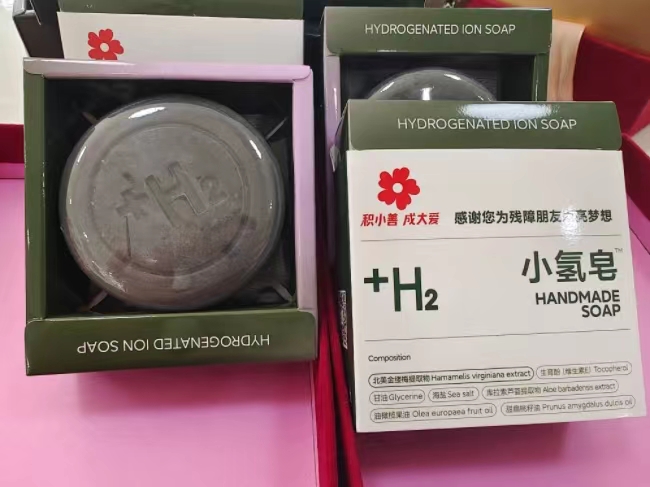 HYDROGENATED ION SOAP
HYDROGENATED ION SOAP
积小善 成大爱
感谢您为残障朋友 亮梦想
+H2
小氢皂™
HANDMADE
SOAP
Composition
北美金缕梅提取物 Hamamelis virginiana extract
生育酚 (维生素E) Tocopherol
甘油 Glycerine
海盐 Sea salt
库拉索芦荟提取物 Aloe barbadensis extract
油橄榄果油 Olea europaea fruit oil
甜扁桃籽油 Prunus amygdalus dulcis oil
+H2
HYDROGENATED ION SOAP